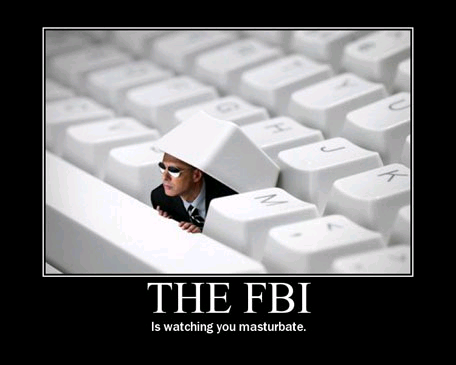 Y U
G H J K
M
THE FBI
Is watching you masturbate.